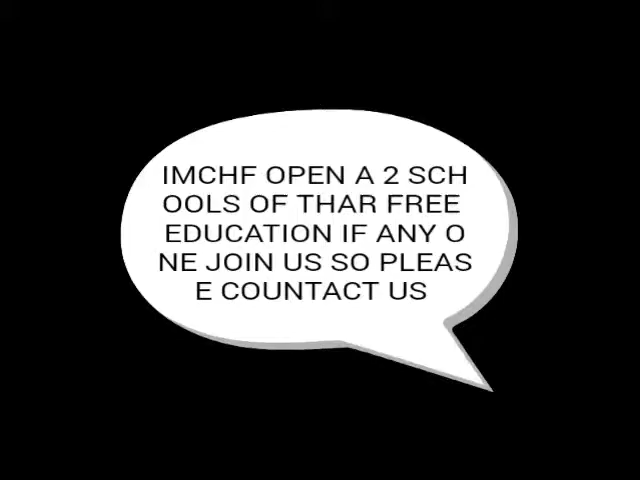 IMCHF OPEN A 2 SCH
OOLS OF THAR FREE
EDUCATION IF ANY O
NE JOIN US SO PLEAS
E COUNTACT US